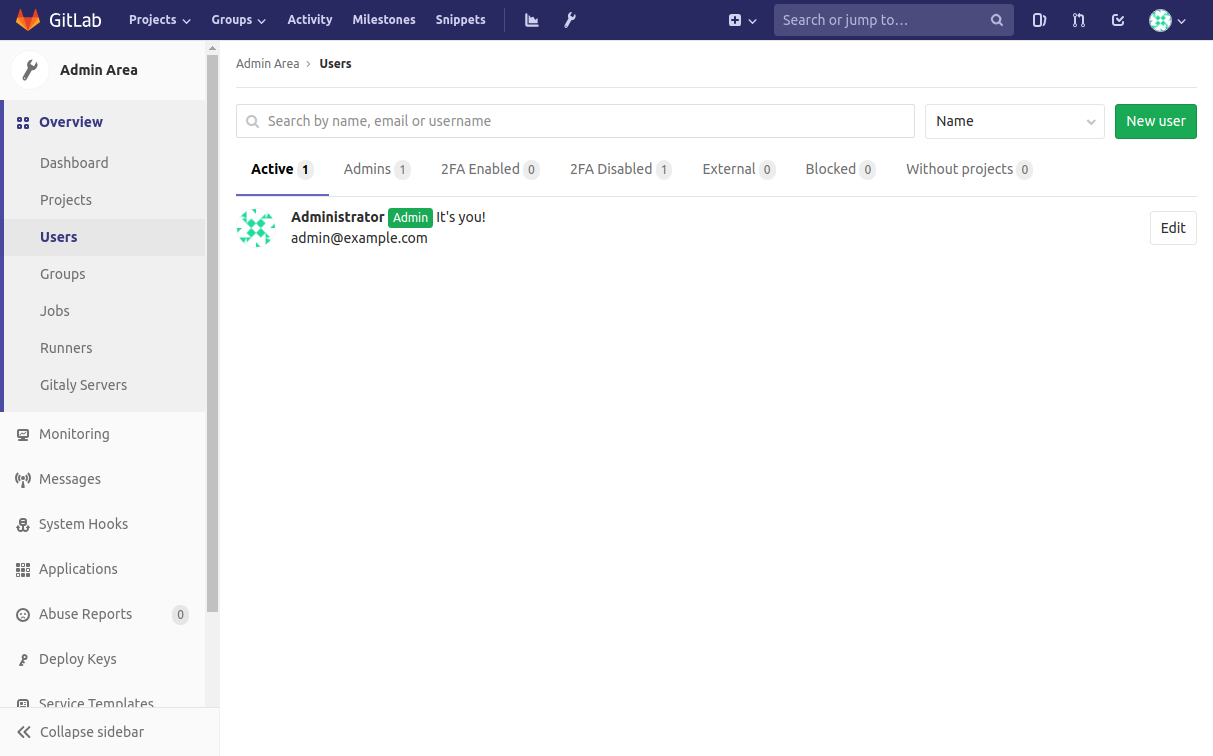 GitLab Projects Groups Activity Milestones Snippets Search or jump to…
Admin Area
Overview
Dashboard
Projects
Users
Groups
Jobs
Runners
Gitaly Servers
Monitoring
Messages
System Hooks
Applications
Abuse Reports 0
Deploy Keys
Service Templates
Collapse sidebar
Admin Area › Users
Search by name, email or username Name New user
Active 1 Admins 1 2FA Enabled 0 2FA Disabled 1 External 0 Blocked 0 Without projects 0
Administrator Admin It's you!
admin@example.com
Edit